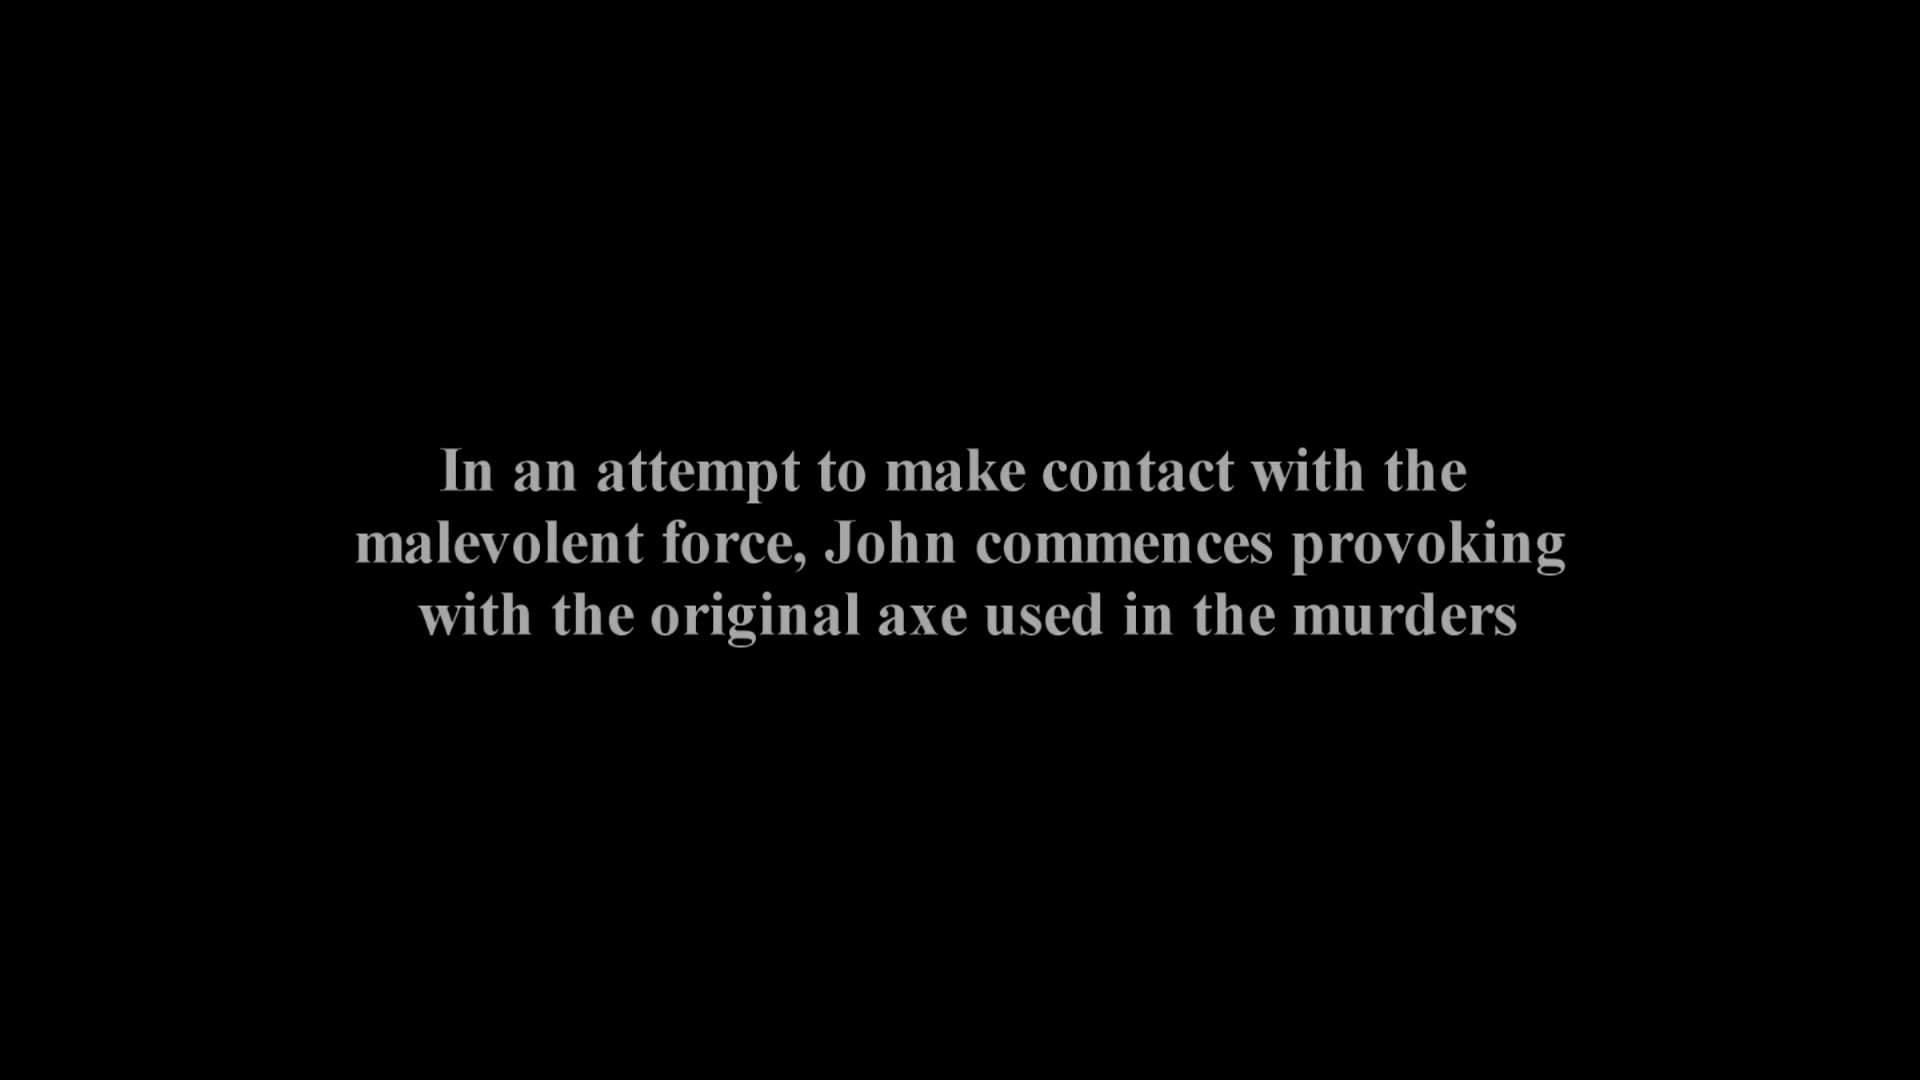 In an attempt to make contact with the
malevolent force, John commences provoking
with the original axe used in the murders